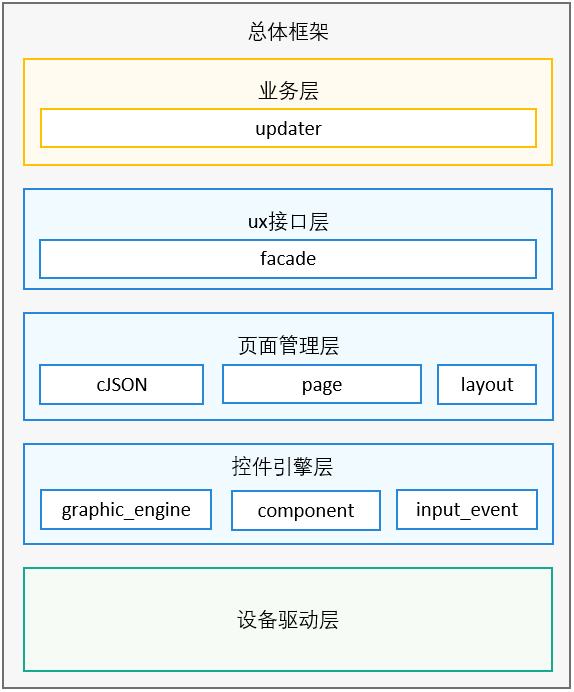 总体框架
业务层
updater
ux接口层
facade
页面管理层
cJSON page layout
控件引擎层
graphic_engine component input_event
设备驱动层